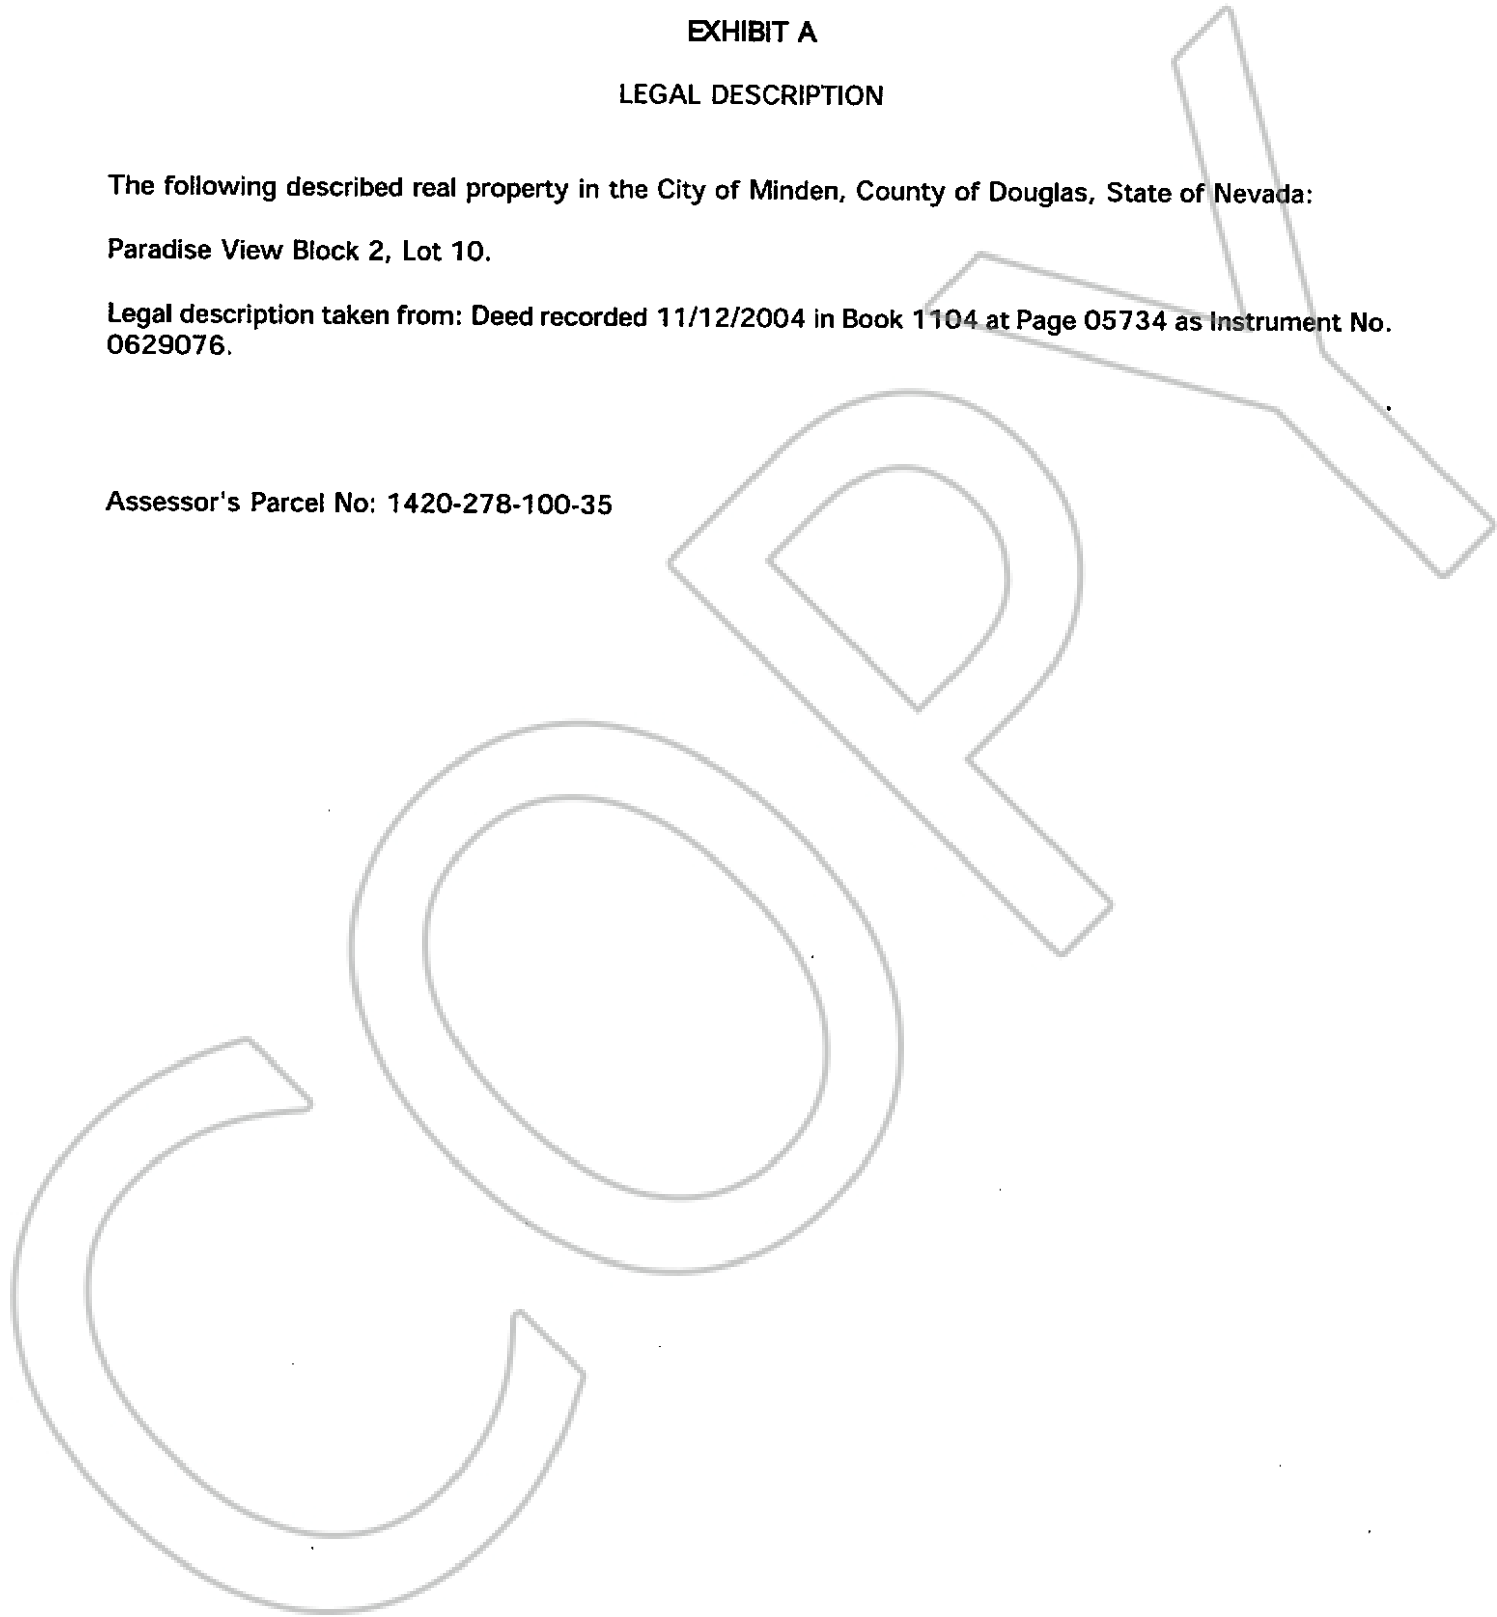 EXHIBIT A
LEGAL DESCRIPTION
The following described real property in the City of Minden, County of Douglas, State of Nevada:
Paradise View Block 2, Lot 10.
Legal description taken from: Deed recorded 11/12/2004 in Book 1104 at Page 05734 as Instrument No.
0629076.
Assessor's Parcel No: 1420-278-100-35
COPY